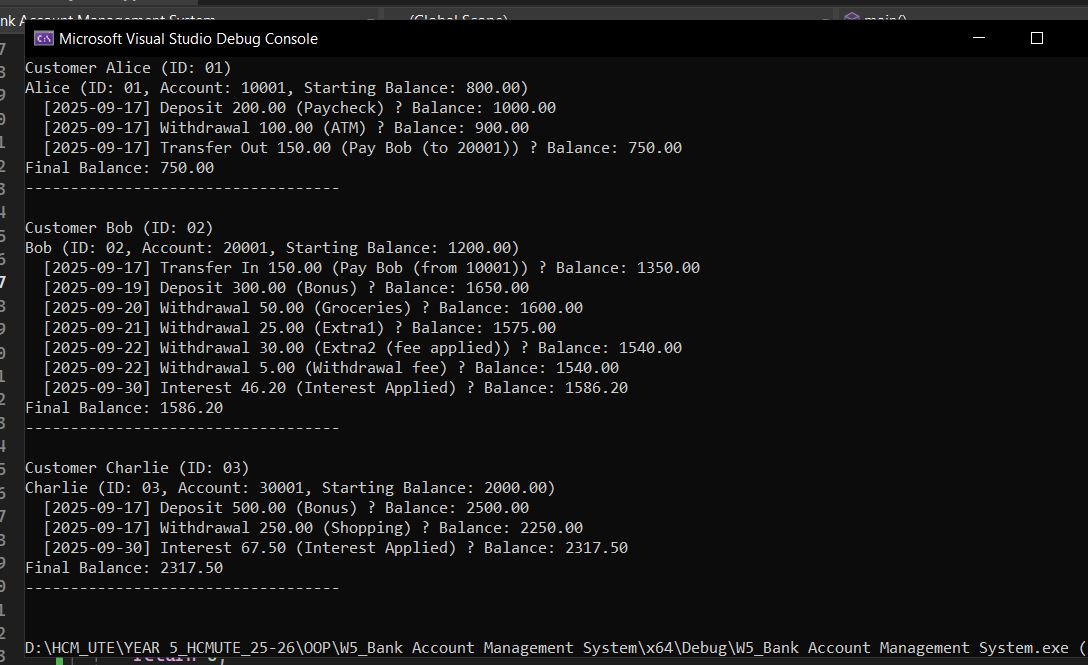 nk Account Management System (Global Scope) main()
Microsoft Visual Studio Debug Console
Customer Alice (ID: 01)
Alice (ID: 01, Account: 10001, Starting Balance: 800.00)
[2025-09-17] Deposit 200.00 (Paycheck) ? Balance: 1000.00
[2025-09-17] Withdrawal 100.00 (ATM) ? Balance: 900.00
[2025-09-17] Transfer Out 150.00 (Pay Bob (to 20001)) ? Balance: 750.00
Final Balance: 750.00
-----------------------------------
Customer Bob (ID: 02)
Bob (ID: 02, Account: 20001, Starting Balance: 1200.00)
[2025-09-17] Transfer In 150.00 (Pay Bob (from 10001)) ? Balance: 1350.00
[2025-09-19] Deposit 300.00 (Bonus) ? Balance: 1650.00
[2025-09-20] Withdrawal 50.00 (Groceries) ? Balance: 1600.00
[2025-09-21] Withdrawal 25.00 (Extra1) ? Balance: 1575.00
[2025-09-22] Withdrawal 30.00 (Extra2 (fee applied)) ? Balance: 1540.00
[2025-09-22] Withdrawal 5.00 (Withdrawal fee) ? Balance: 1540.00
[2025-09-30] Interest 46.20 (Interest Applied) ? Balance: 1586.20
Final Balance: 1586.20
-----------------------------------
Customer Charlie (ID: 03)
Charlie (ID: 03, Account: 30001, Starting Balance: 2000.00)
[2025-09-17] Deposit 500.00 (Bonus) ? Balance: 2500.00
[2025-09-17] Withdrawal 250.00 (Shopping) ? Balance: 2250.00
[2025-09-30] Interest 67.50 (Interest Applied) ? Balance: 2317.50
Final Balance: 2317.50
-----------------------------------
D:\HCM_UTE\YEAR 5_HCMUTE_25-26\OOP\W5_Bank Account Management System\x64\Debug\W5_Bank Account Management System.exe (